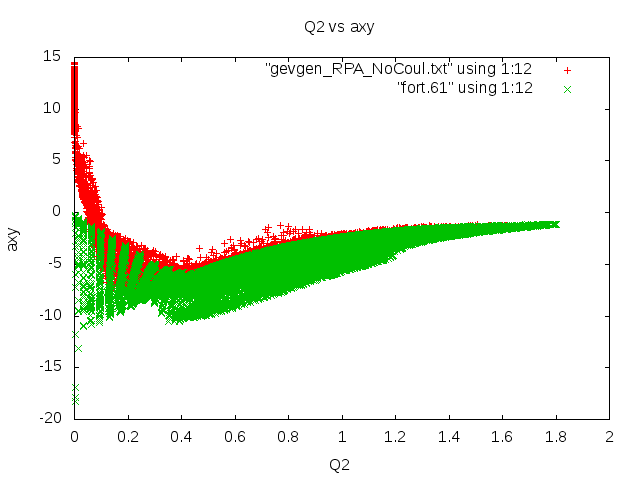 Q2 vs axy
"gevgen_RPA_NoCoul.txt" using 1:12
"fort.61" using 1:12
15
10
5
0
-5
-10
-15
-20
axy
0 0.2 0.4 0.6 0.8 1 1.2 1.4 1.6 1.8 2
Q2